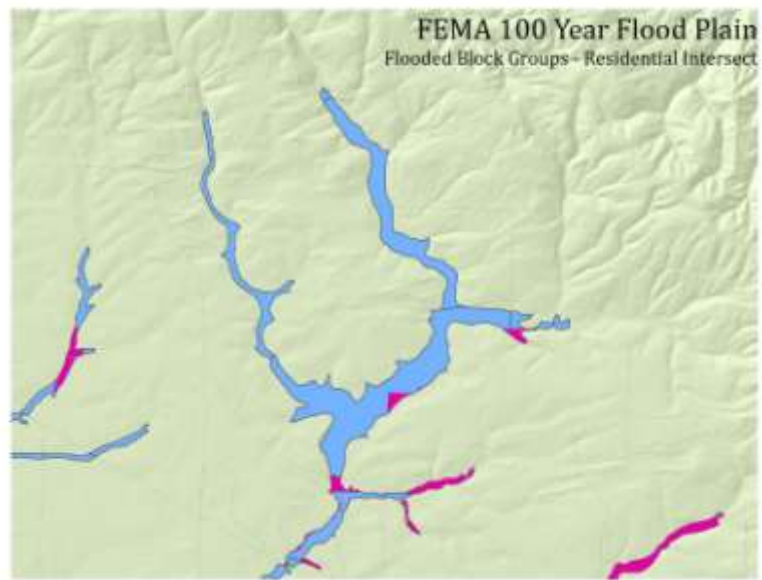 FEMA 100 Year Flood Plain
Flooded Block Groups - Residential Intersect